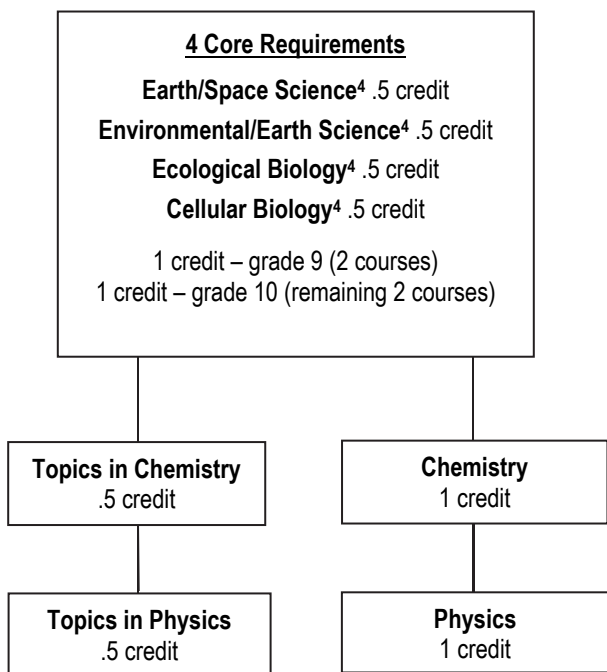 4 Core Requirements
Earth/Space Science⁴ .5 credit
Environmental/Earth Science⁴ .5 credit
Ecological Biology⁴ .5 credit
Cellular Biology⁴ .5 credit
1 credit – grade 9 (2 courses)
1 credit – grade 10 (remaining 2 courses)
Topics in Chemistry
.5 credit
Chemistry
1 credit
Topics in Physics
.5 credit
Physics
1 credit